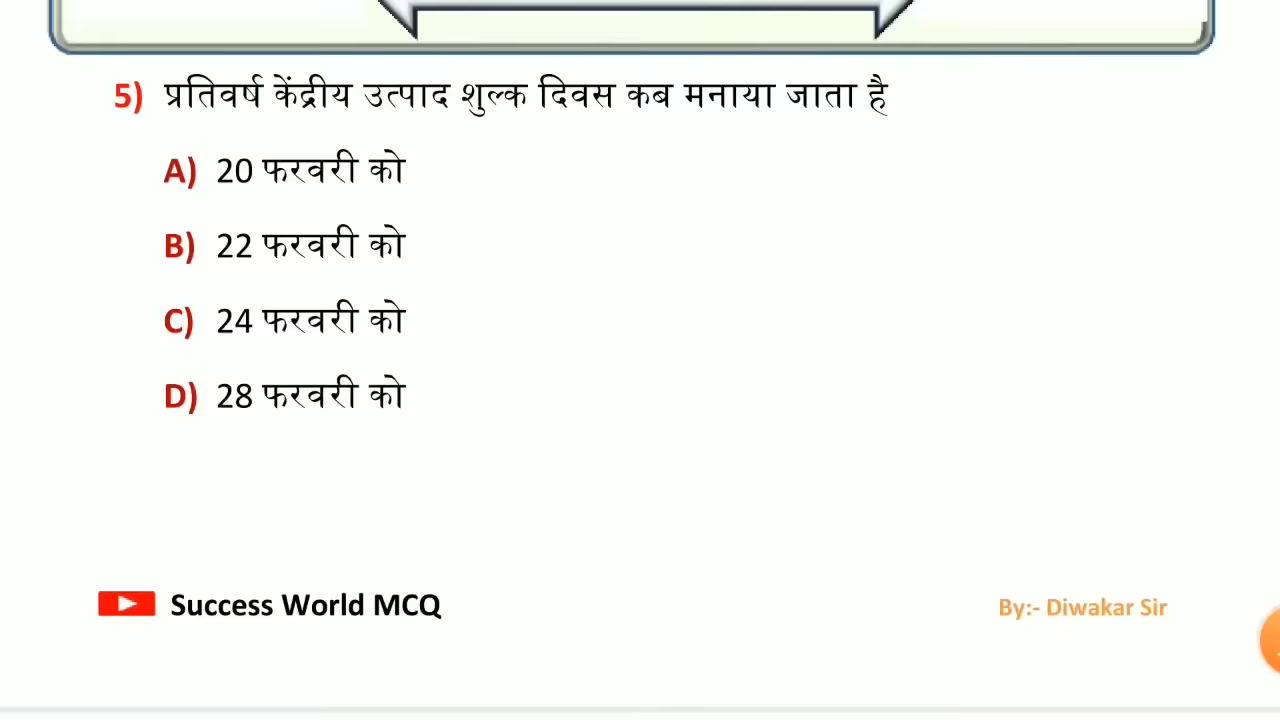 5) प्रतिवर्ष केंद्रीय उत्पाद शुल्क दिवस कब मनाया जाता है
A) 20 फरवरी को
B) 22 फरवरी को
C) 24 फरवरी को
D) 28 फरवरी को
Success World MCQ
By:- Diwakar Sir